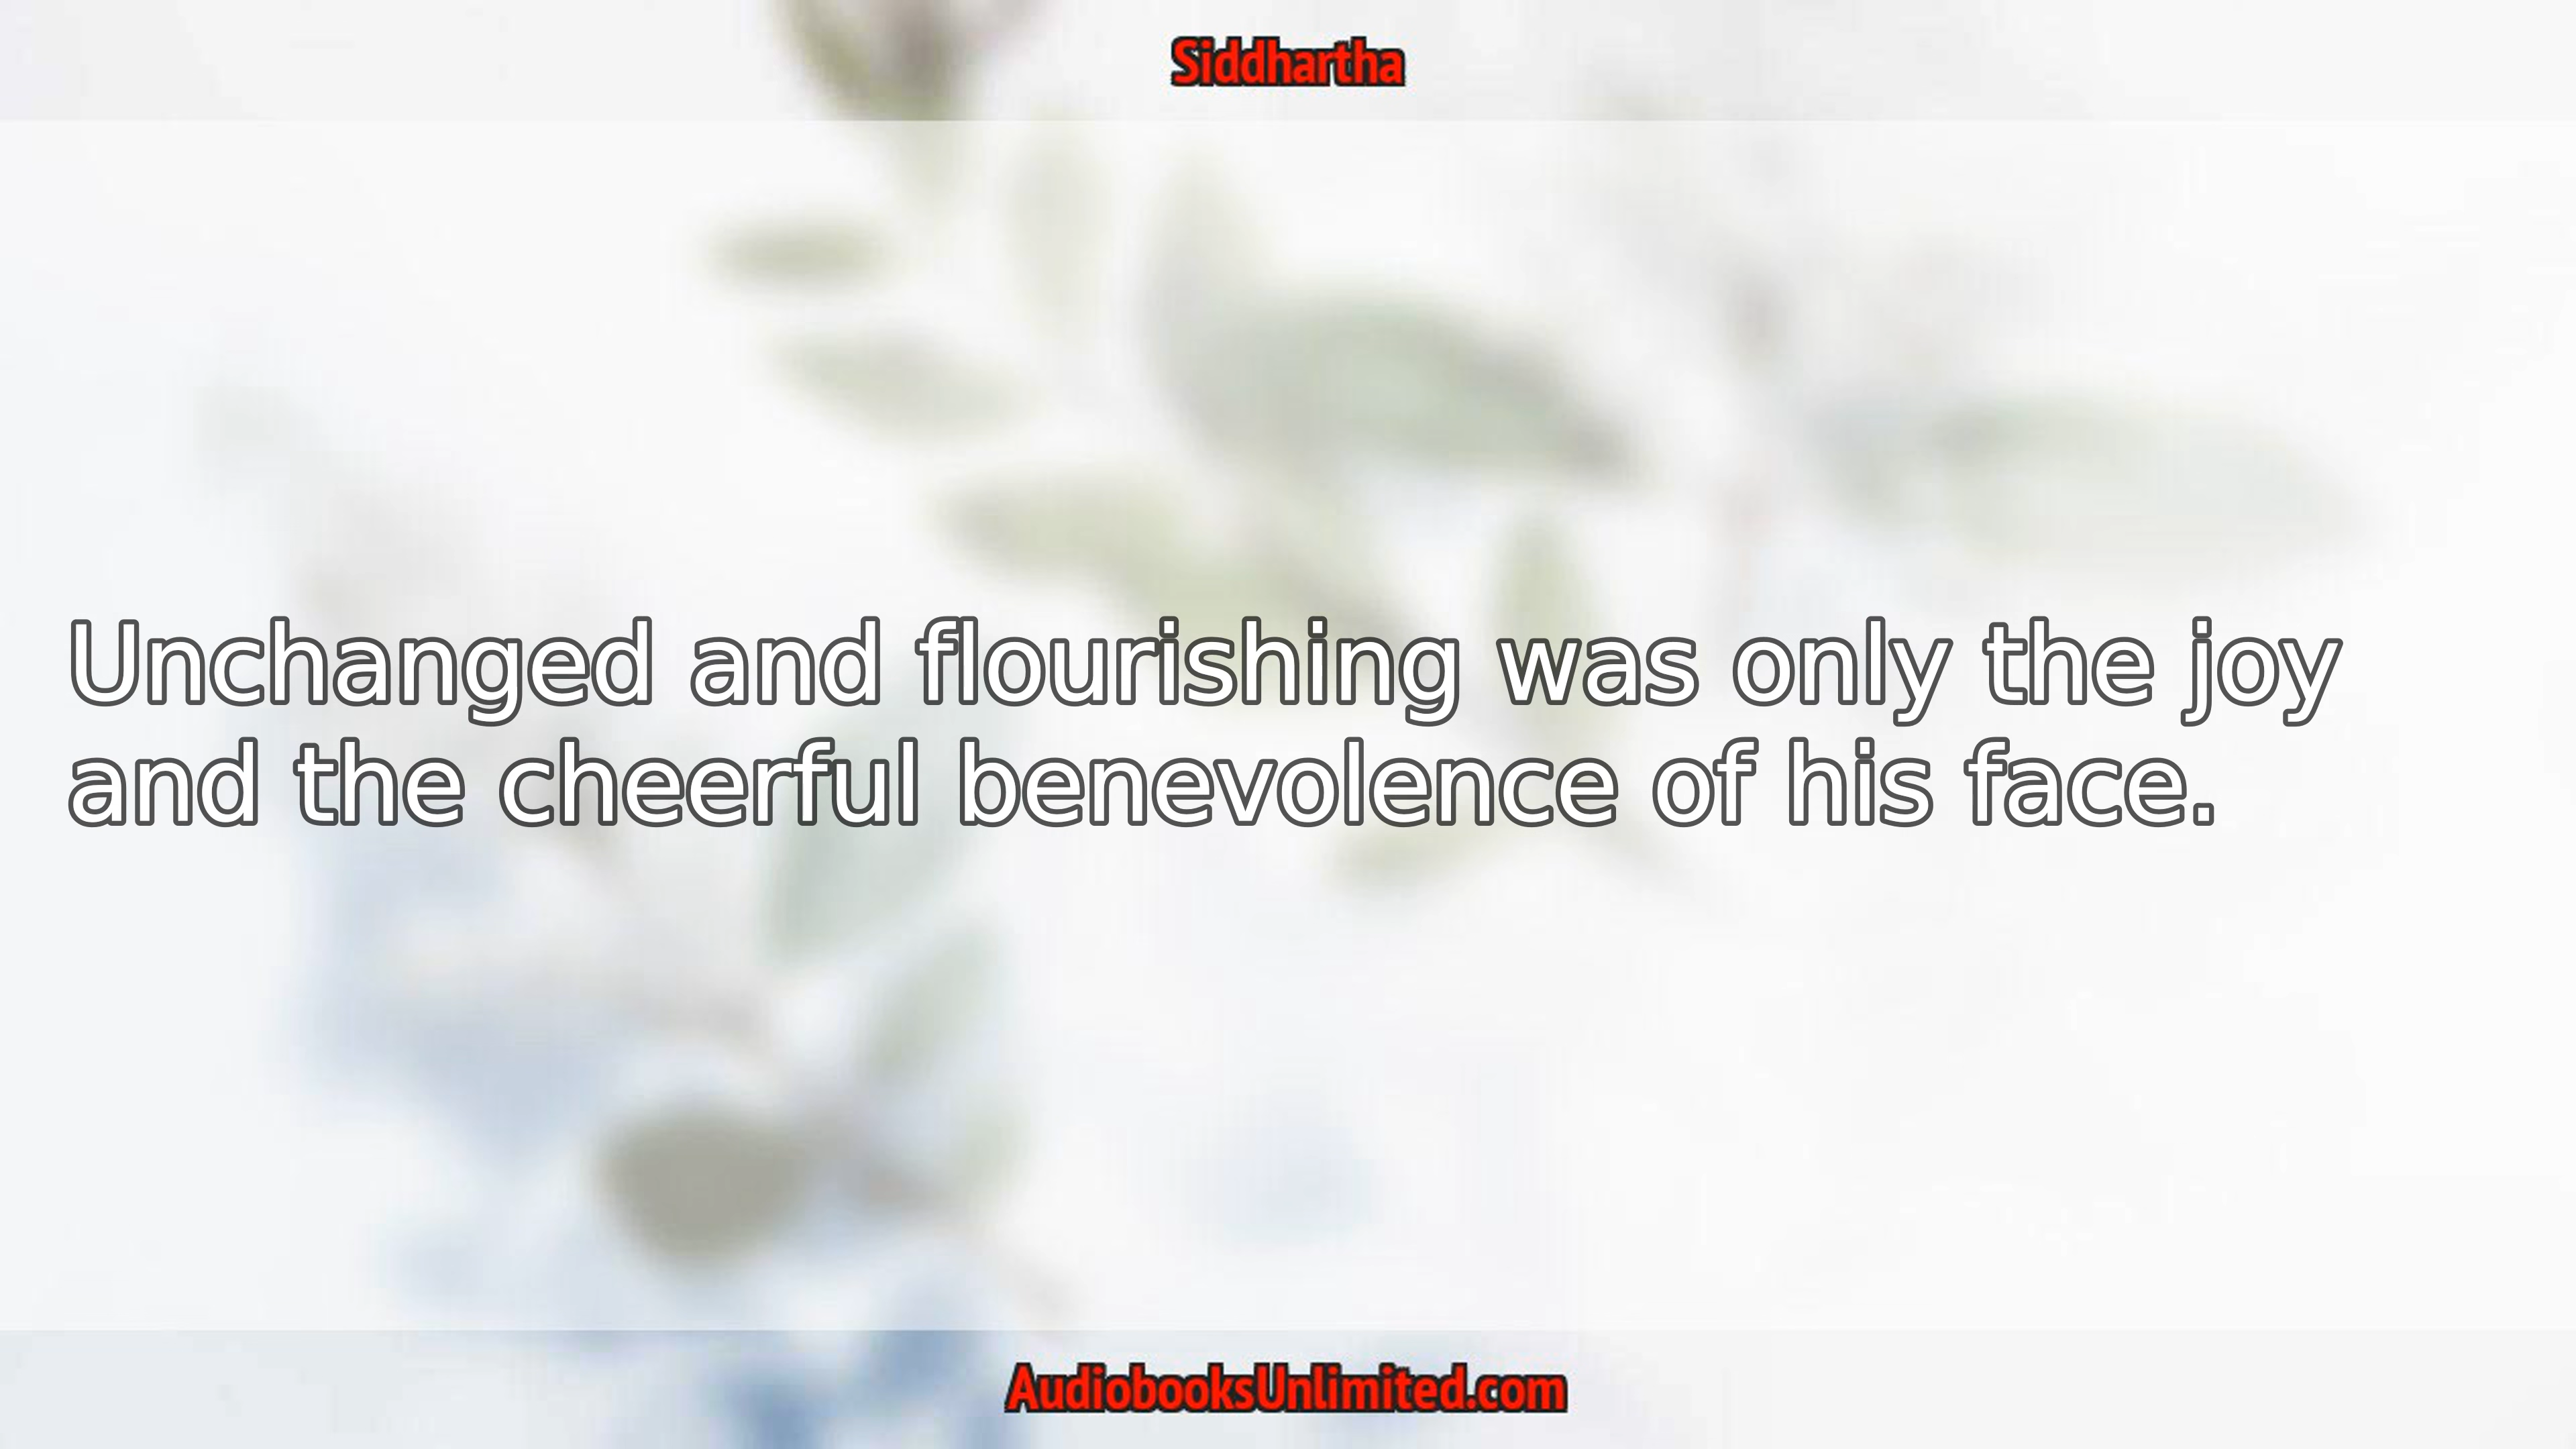 Siddhartha
Unchanged and flourishing was only the joy
and the cheerful benevolence of his face.
AudiobooksUnlimited.com